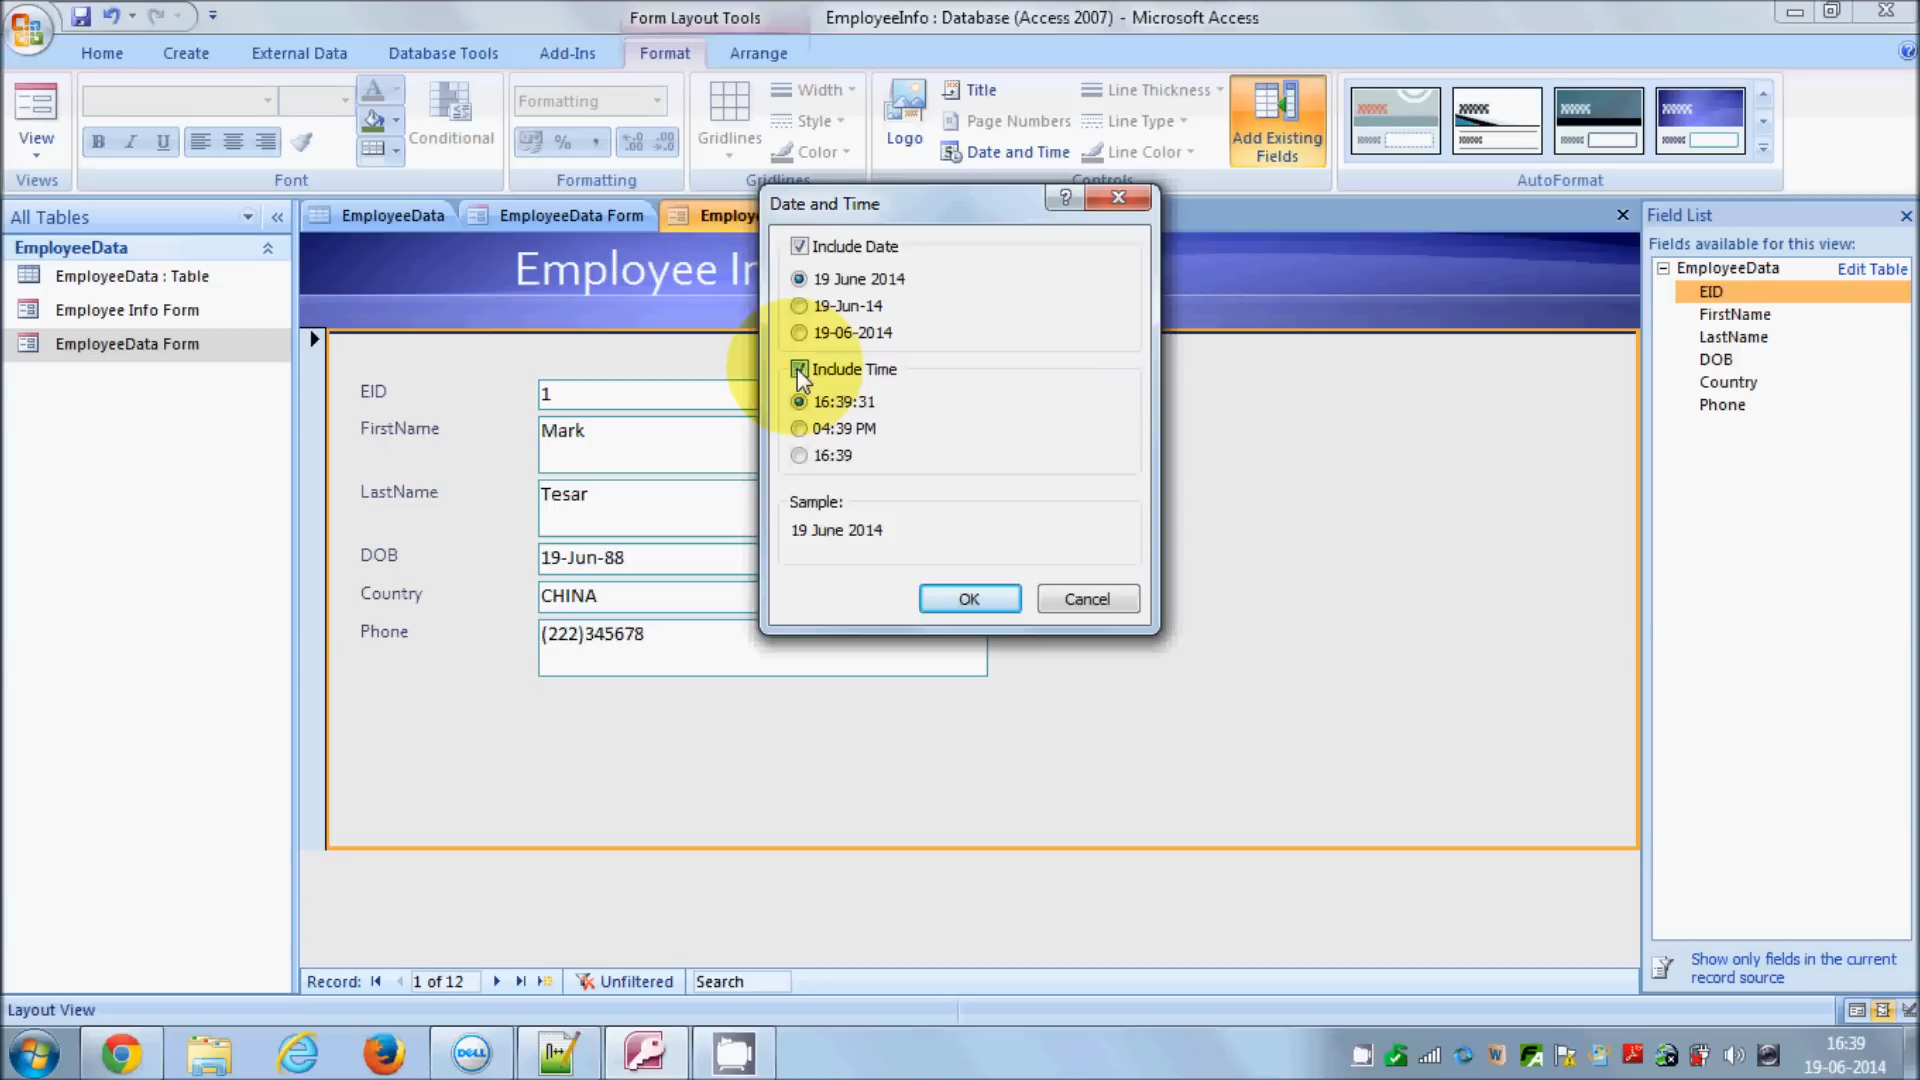 Form Layout Tools
EmployeeInfo : Database (Access 2007) - Microsoft Access
Home
Create
External Data
Database Tools
Add-Ins
Format
Arrange
View
Views
B I U
Conditional
Font
Formatting
%
Formatting
Gridlines
Width
Style
Color
Gridlines
Logo
Title
Page Numbers
Date and Time
Line Thickness
Line Type
Line Color
Controls
Add Existing
Fields
AutoFormat
All Tables
EmployeeData
EmployeeData : Table
Employee Info Form
EmployeeData Form
EmployeeData
EmployeeData Form
Employ
Employee In
EID
1
FirstName
Mark
LastName
Tesar
DOB
19-Jun-88
Country
CHINA
Phone
(222)345678
Date and Time
Include Date
19 June 2014
19-Jun-14
19-06-2014
Include Time
16:39:31
04:39 PM
16:39
Sample:
19 June 2014
OK
Cancel
Field List
Fields available for this view:
EmployeeData
Edit Table
EID
FirstName
LastName
DOB
Country
Phone
Show only fields in the current
record source
Record:
1 of 12
Unfiltered
Search
Layout View
DELL
16:39
19-06-2014